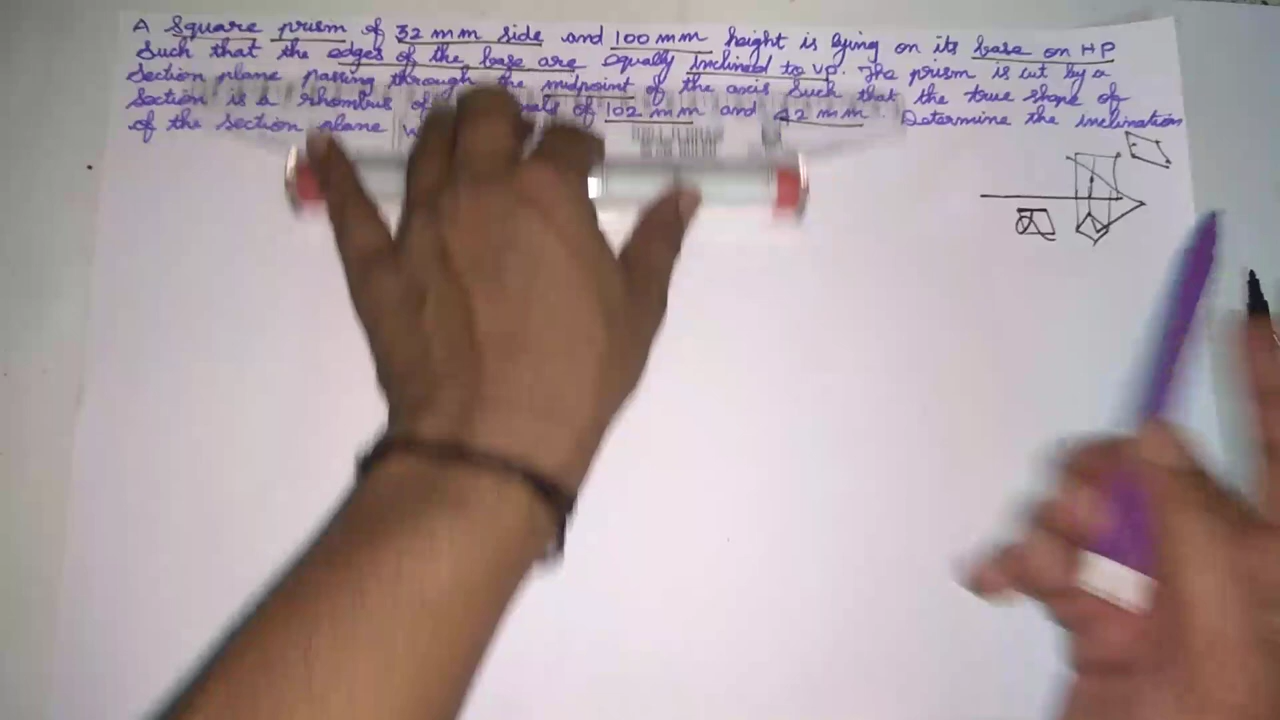 A Square prism of 32 mm side and 100 mm height is lying on its base on HP
Such that the edges of the base are equally inclined to VP. The prism is cut by a
Section plane passing through the midpoint of the axis Such that the true shape of
Section is a rhombus of of 102 mm and 42 mm. Determine the inclination
of the section plane